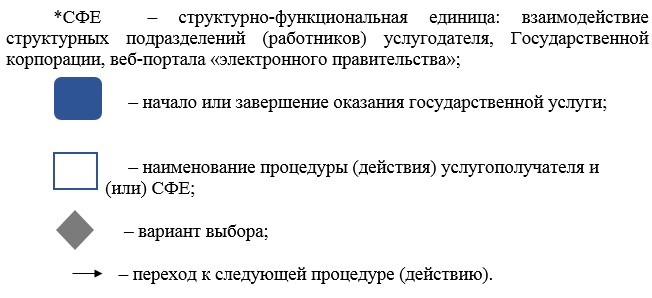 *СФЕ – структурно-функциональная единица: взаимодействие
структурных подразделений (работников) услугодателя, Государственной
корпорации, веб-портала «электронного правительства»;
– начало или завершение оказания государственной услуги;
– наименование процедуры (действия) услугополучателя и
(или) СФЕ;
– вариант выбора;
– переход к следующей процедуре (действию).